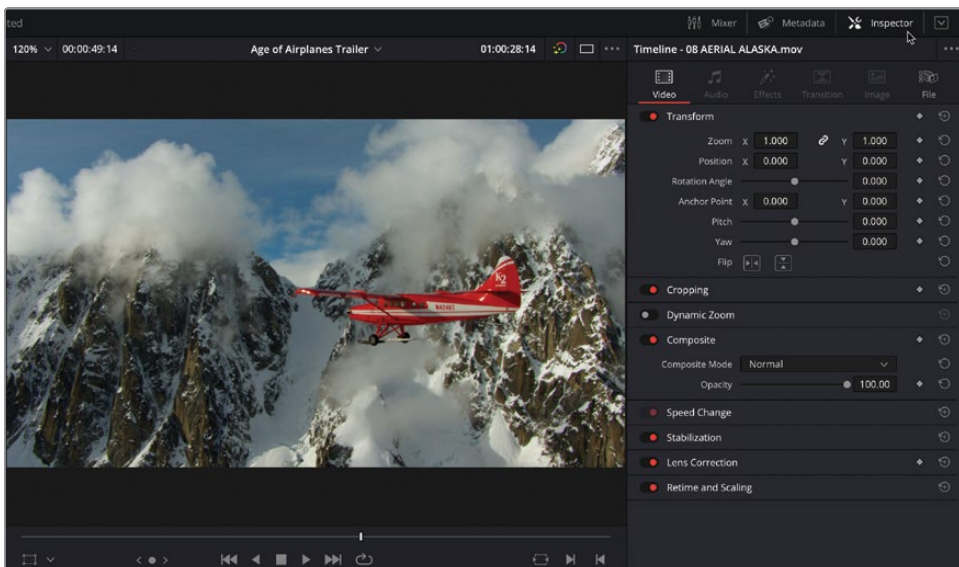 ted
Mixer
Metadata
Inspector
120%
00:00:49:14
Age of Airplanes Trailer
01:00:28:14
Timeline - 08 AERIAL ALASKA.mov
Video
Audio
Effects
Transition
Image
File
Transform
Zoom X 1.000 Y 1.000
Position X 0.000 Y 0.000
Rotation Angle 0.000
Anchor Point X 0.000 Y 0.000
Pitch 0.000
Yaw 0.000
Flip
Cropping
Dynamic Zoom
Composite
Composite Mode Normal
Opacity 100.00
Speed Change
Stabilization
Lens Correction
Retime and Scaling
K2